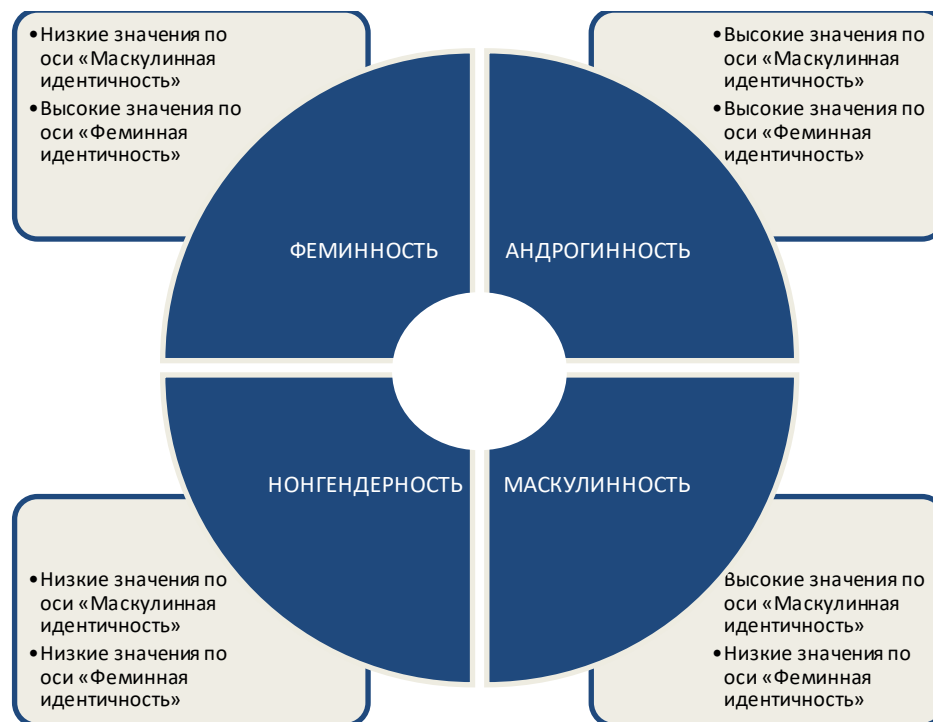 •Низкие значения по
оси «Маскулинная
идентичность»
•Высокие значения по
оси «Феминная
идентичность»
•Высокие значения по
оси «Маскулинная
идентичность»
•Высокие значения по
оси «Феминная
идентичность»
ФЕМИННОСТЬ
АНДРОГИННОСТЬ
НОНГЕНДЕРНОСТЬ
МАСКУЛИННОСТЬ
•Низкие значения по
оси «Маскулинная
идентичность»
•Низкие значения по
оси «Феминная
идентичность»
•Высокие значения по
оси «Маскулинная
идентичность»
•Низкие значения по
оси «Феминная
идентичность»